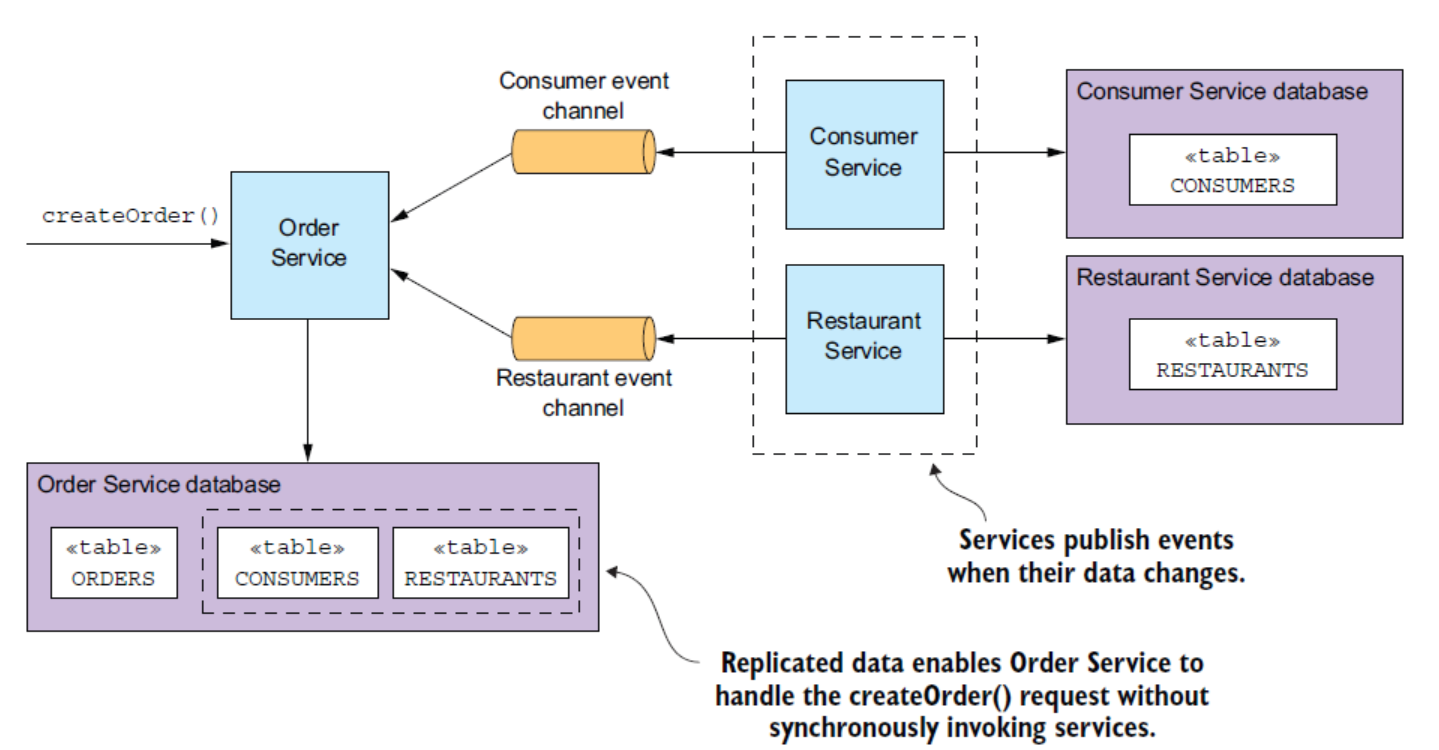 Consumer event
channel
Consumer
Service
Consumer Service database
«table»
CONSUMERS
createOrder()
Order
Service
Restaurant event
channel
Restaurant
Service
Restaurant Service database
«table»
RESTAURANTS
Order Service database
«table»
ORDERS
«table»
CONSUMERS
«table»
RESTAURANTS
Services publish events
when their data changes.
Replicated data enables Order Service to
handle the createOrder() request without
synchronously invoking services.